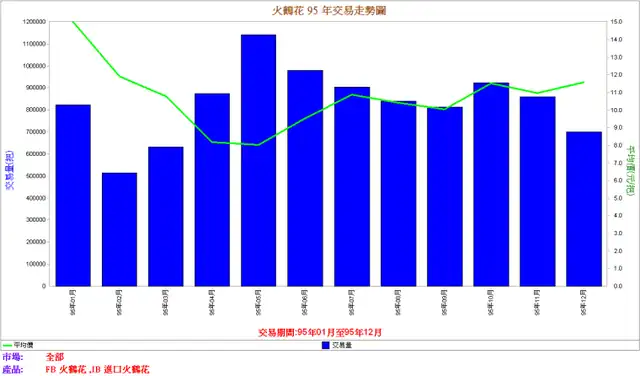 火鶴花 95 年交易走勢圖
交易量(把)
1200000
1100000
1000000
900000
800000
700000
600000
500000
400000
300000
200000
100000
0
15.0
14.0
13.0
12.0
11.0
10.0
9.0
8.0
7.0
6.0
5.0
4.0
3.0
2.0
1.0
0.0
平均價(元/把)
95年01月
95年02月
95年03月
95年04月
95年05月
95年06月
95年07月
95年08月
95年09月
95年10月
95年11月
95年12月
交易期間:95年01月至95年12月
平均價 交易量
市場: 全部
產品: FB 火鶴花 ,IB 進口火鶴花